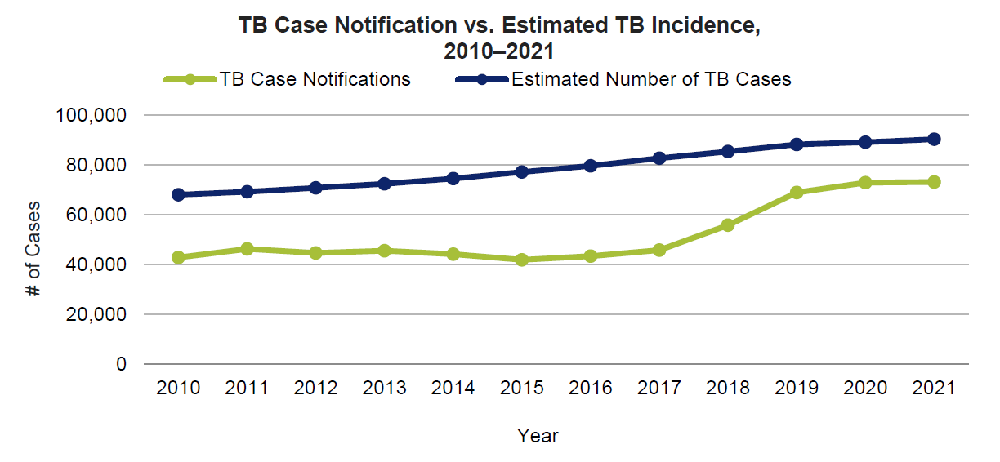 TB Case Notification vs. Estimated TB Incidence,
2010–2021
TB Case Notifications Estimated Number of TB Cases
100,000
80,000
60,000
40,000
20,000
0
# of Cases
2010 2011 2012 2013 2014 2015 2016 2017 2018 2019 2020 2021
Year